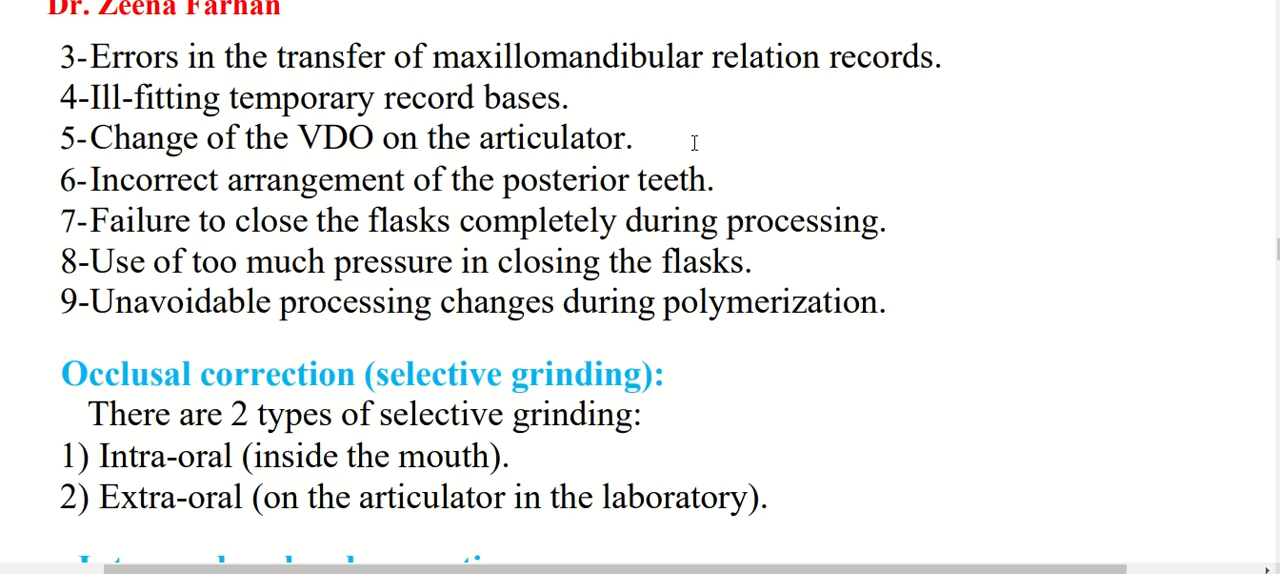 Dr. Zeena Farhan
3-Errors in the transfer of maxillomandibular relation records.
4-Ill-fitting temporary record bases.
5-Change of the VDO on the articulator.
6-Incorrect arrangement of the posterior teeth.
7-Failure to close the flasks completely during processing.
8-Use of too much pressure in closing the flasks.
9-Unavoidable processing changes during polymerization.
Occlusal correction (selective grinding):
There are 2 types of selective grinding:
1) Intra-oral (inside the mouth).
2) Extra-oral (on the articulator in the laboratory).